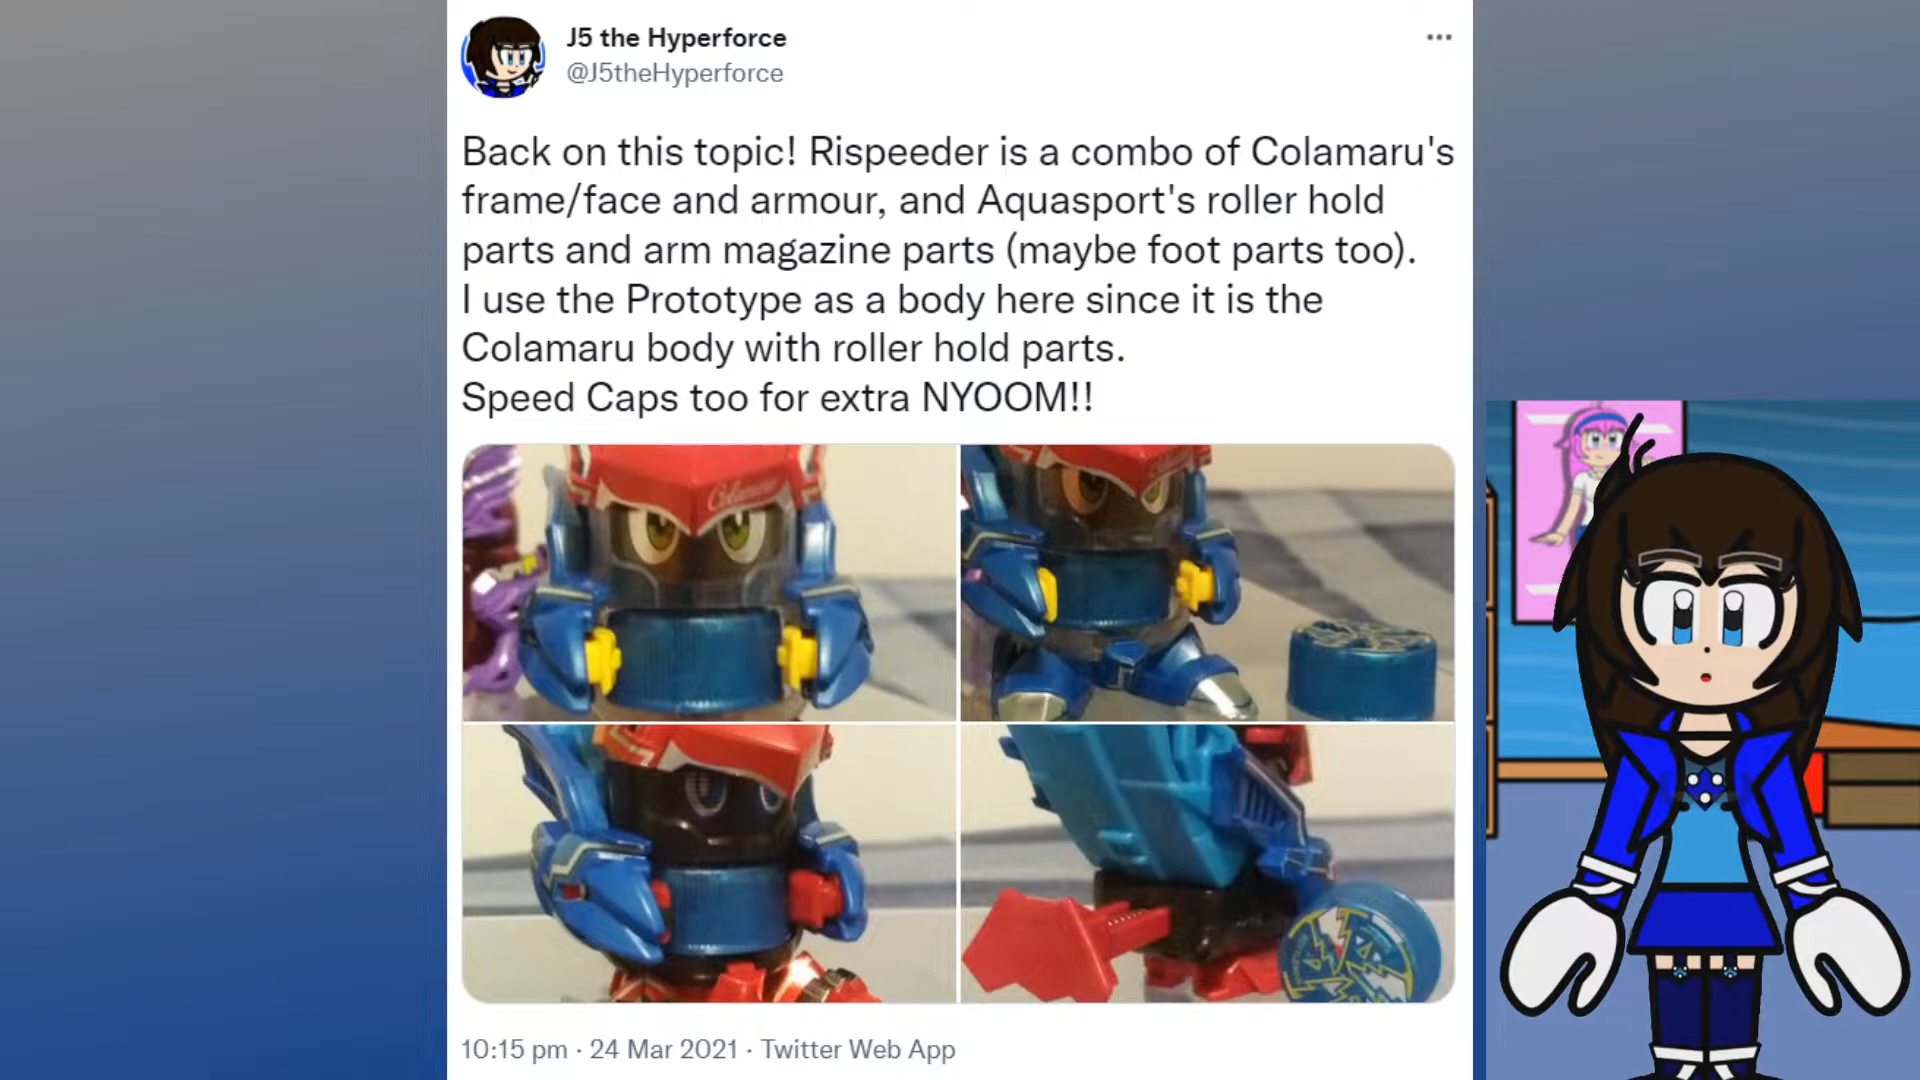 J5 the Hyperforce
@J5theHyperforce
Back on this topic! Rispeeder is a combo of Colamaru's
frame/face and armour, and Aquasport's roller hold
parts and arm magazine parts (maybe foot parts too).
I use the Prototype as a body here since it is the
Colamaru body with roller hold parts.
Speed Caps too for extra NYOOM!!
Colamaru
10:15 pm · 24 Mar 2021 · Twitter Web App